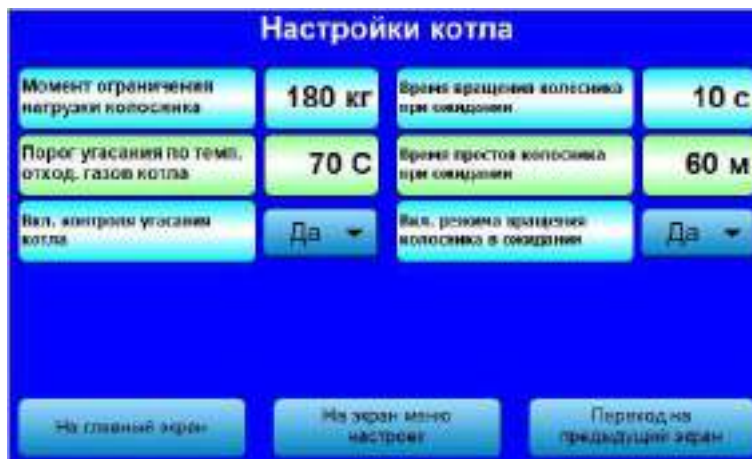 Настройки котла
Момент ограничения
нагрузки колосника
180 кг
Время вращения колосника
при ожидании
10 с
Порог угасания по темп.
отход. газов котла
70 С
Время простоя колосника
при ожидании
60 м
Вкл. контроля угасания
котла
Да
Вкл. режима вращения
колосника в ожидании
Да
На главный экран
На экран меню
настроек
Переход на
предыдущий экран